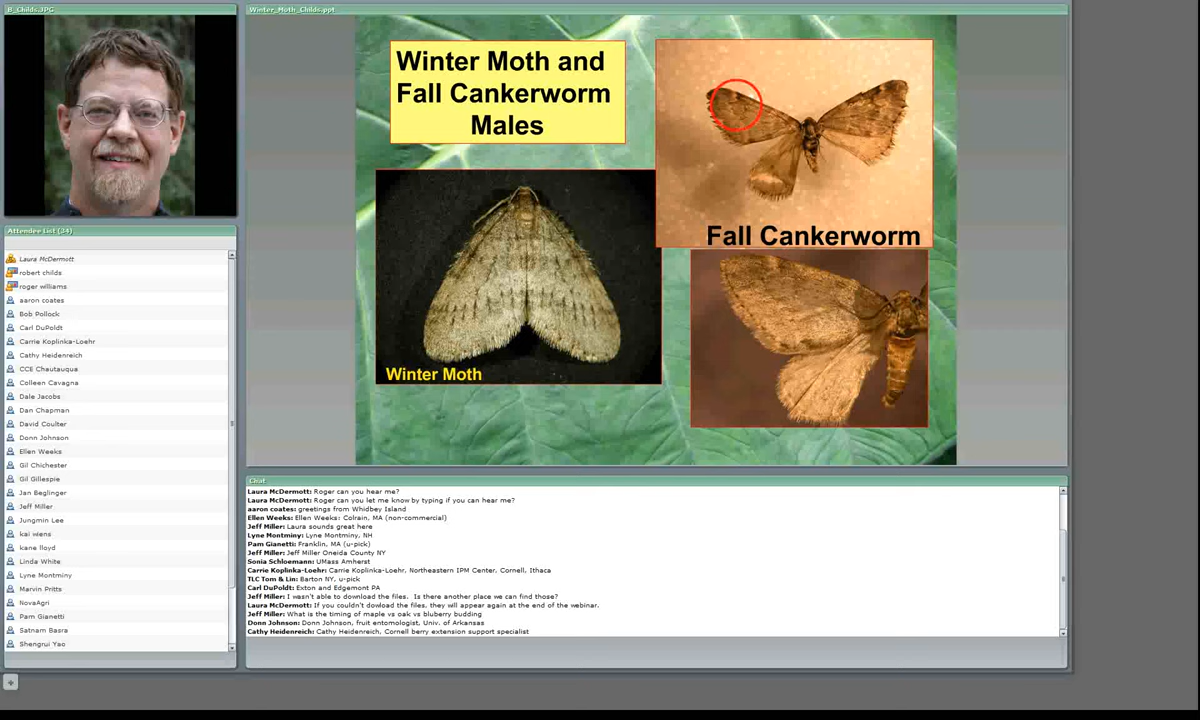 B_Childs.JPG
Attendee List (34)
Laura McDermott
robert childs
roger williams
aaron coates
Bob Pollock
Carl DuPoldt
Carrie Koplinka-Loehr
Cathy Heidenreich
CCE Chautauqua
Colleen Cavagna
Dale Jacobs
Dan Chapman
David Coulter
Donn Johnson
Ellen Weeks
Gil Chichester
Gil Gillespie
Jan Beglinger
Jeff Miller
Jungmin Lee
kai wiens
kane lloyd
Linda White
Lyne Montminy
Marvin Pritts
NovaAgri
Pam Gianetti
Satnam Basra
Shengrui Yao
Winter_Moth_Childs.ppt
Winter Moth and
Fall Cankerworm
Males
Fall Cankerworm
Winter Moth
Chat
Laura McDermott: Roger can you hear me?
Laura McDermott: Roger can you let me know by typing if you can hear me?
aaron coates: greetings from Whidbey Island
Ellen Weeks: Ellen Weeks: Colrain, MA (non-commercial)
Jeff Miller: Laura sounds great here
Lyne Montminy: Lyne Montminy, NH
Pam Gianetti: Franklin, MA (u-pick)
Jeff Miller: Jeff Miller Oneida County NY
Sonia Schloemann: UMass Amherst
Carrie Koplinka-Loehr: Carrie Koplinka-Loehr, Northeastern IPM Center, Cornell, Ithaca
TLC Tom & Lin: Barton NY, u-pick
Carl DuPoldt: Exton and Edgemont PA
Jeff Miller: I wasn't able to download the files.  Is there another place we can find those?
Laura McDermott: If you couldn't dowload the files, they will appear again at the end of the webinar.
Jeff Miller: What is the timing of maple vs oak vs bluberry budding
Donn Johnson: Donn Johnson, fruit entomologist, Univ. of Arkansas
Cathy Heidenreich: Cathy Heidenreich, Cornell berry extension support specialist